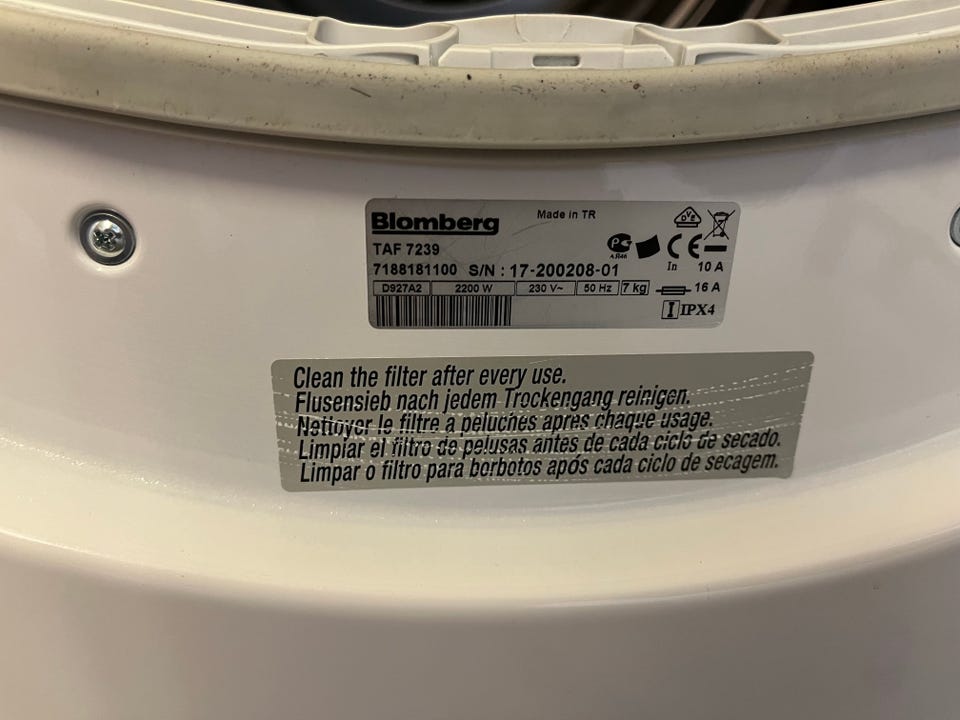 Blomberg Made in TR
TAF 7239
7188181100 S/N : 17-200208-01
D927A2 2200 W 230 V~ 50 Hz 7 kg
In 10 A
16 A
IPX4
Clean the filter after every use.
Flusensieb nach jedem Trockengang reinigen.
Nettoyer le filtre a peluches après chaque usage.
Limpiar el filtro de pelusas antes de cada ciclo de secado.
Limpar o filtro para borbotos após cada ciclo de secagem.